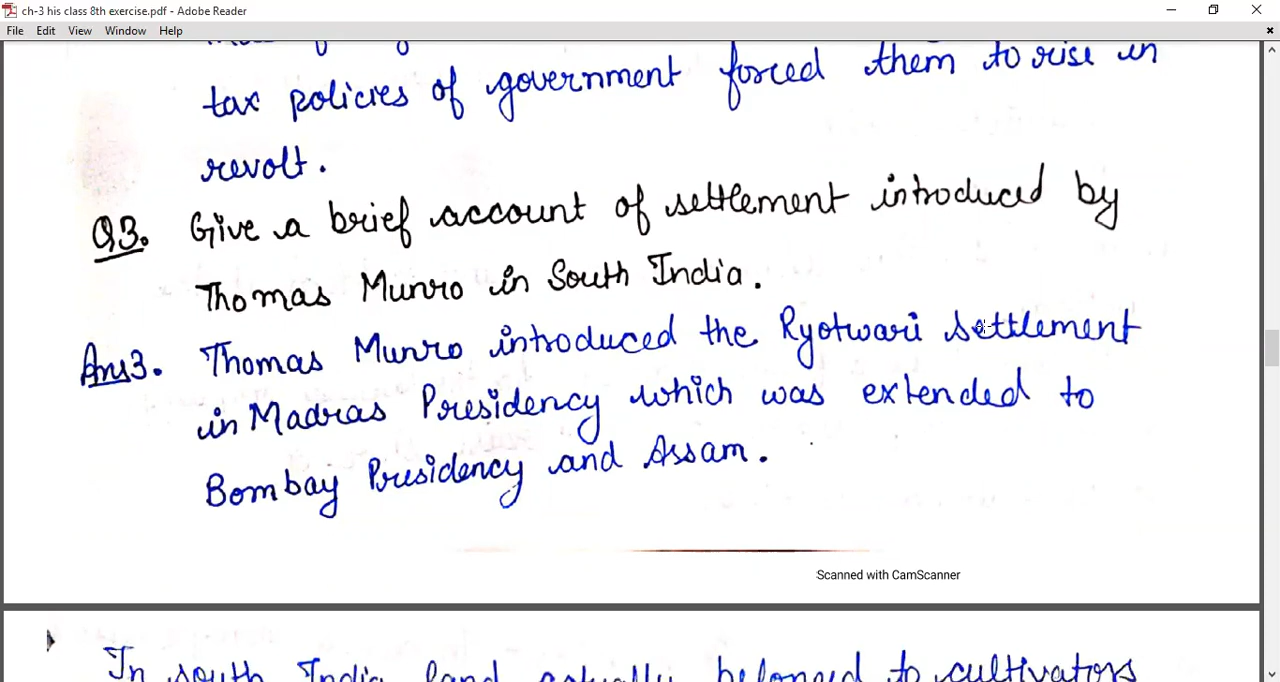 ch-3 his class 8th exercise.pdf - Adobe Reader
File Edit View Window Help
tax policies of government forced them to rise in
revolt.
Q3. Give a brief account of settlement introduced by
Thomas Munro in South India.
Ans3. Thomas Munro introduced the Ryotwari settlement
in Madras Presidency which was extended to
Bombay Presidency and Assam.
Scanned with CamScanner
In south India land actually belonged to cultivators